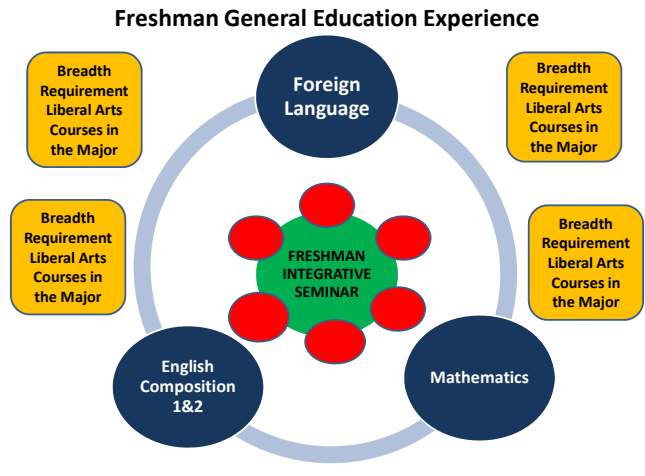 Freshman General Education Experience
Breadth
Requirement
Liberal Arts
Courses in
the Major
Foreign
Language
Breadth
Requirement
Liberal Arts
Courses in
the Major
Breadth
Requirement
Liberal Arts
Courses in
the Major
FRESHMAN
INTEGRATIVE
SEMINAR
Breadth
Requirement
Liberal Arts
Courses in
the Major
English
Composition
1&2
Mathematics